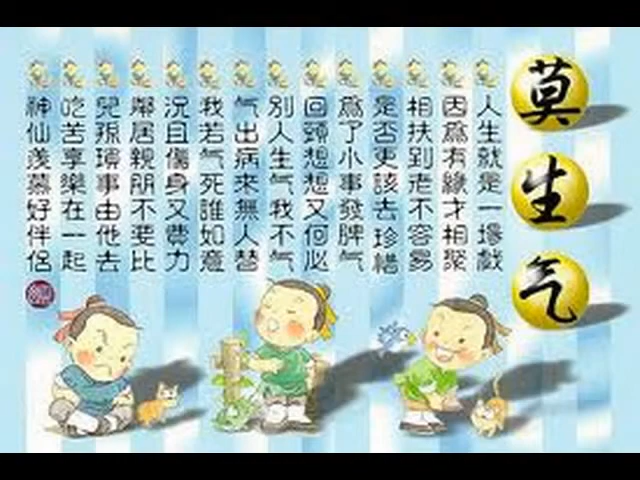 莫生气
人生就是一場戲
因為有緣才相聚
相扶到老不容易
是否更該去珍惜
為了小事發脾气
回頭想想又何必
別人生气我不气
气出病來無人替
我若气死誰如意
況且傷身又費力
鄰居親朋不要比
兒孫瑣事由他去
吃苦享樂在一起
神仙羨慕好伴侶